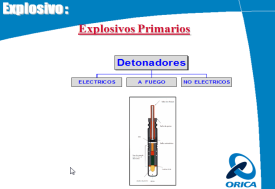 Explosivo :
Explosivos Primarios
Detonadores
ELECTRICOS
A FUEGO
NO ELECTRICOS
ORICA